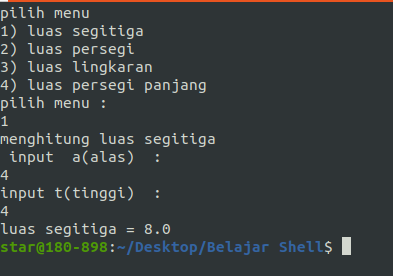 pilih menu
1) luas segitiga
2) luas persegi
3) luas lingkaran
4) luas persegi panjang
pilih menu :
1
menghitung luas segitiga
 input  a(alas)  :
4
input t(tinggi)  :
4
luas segitiga = 8.0
star@180-898:~/Desktop/Belajar Shell$